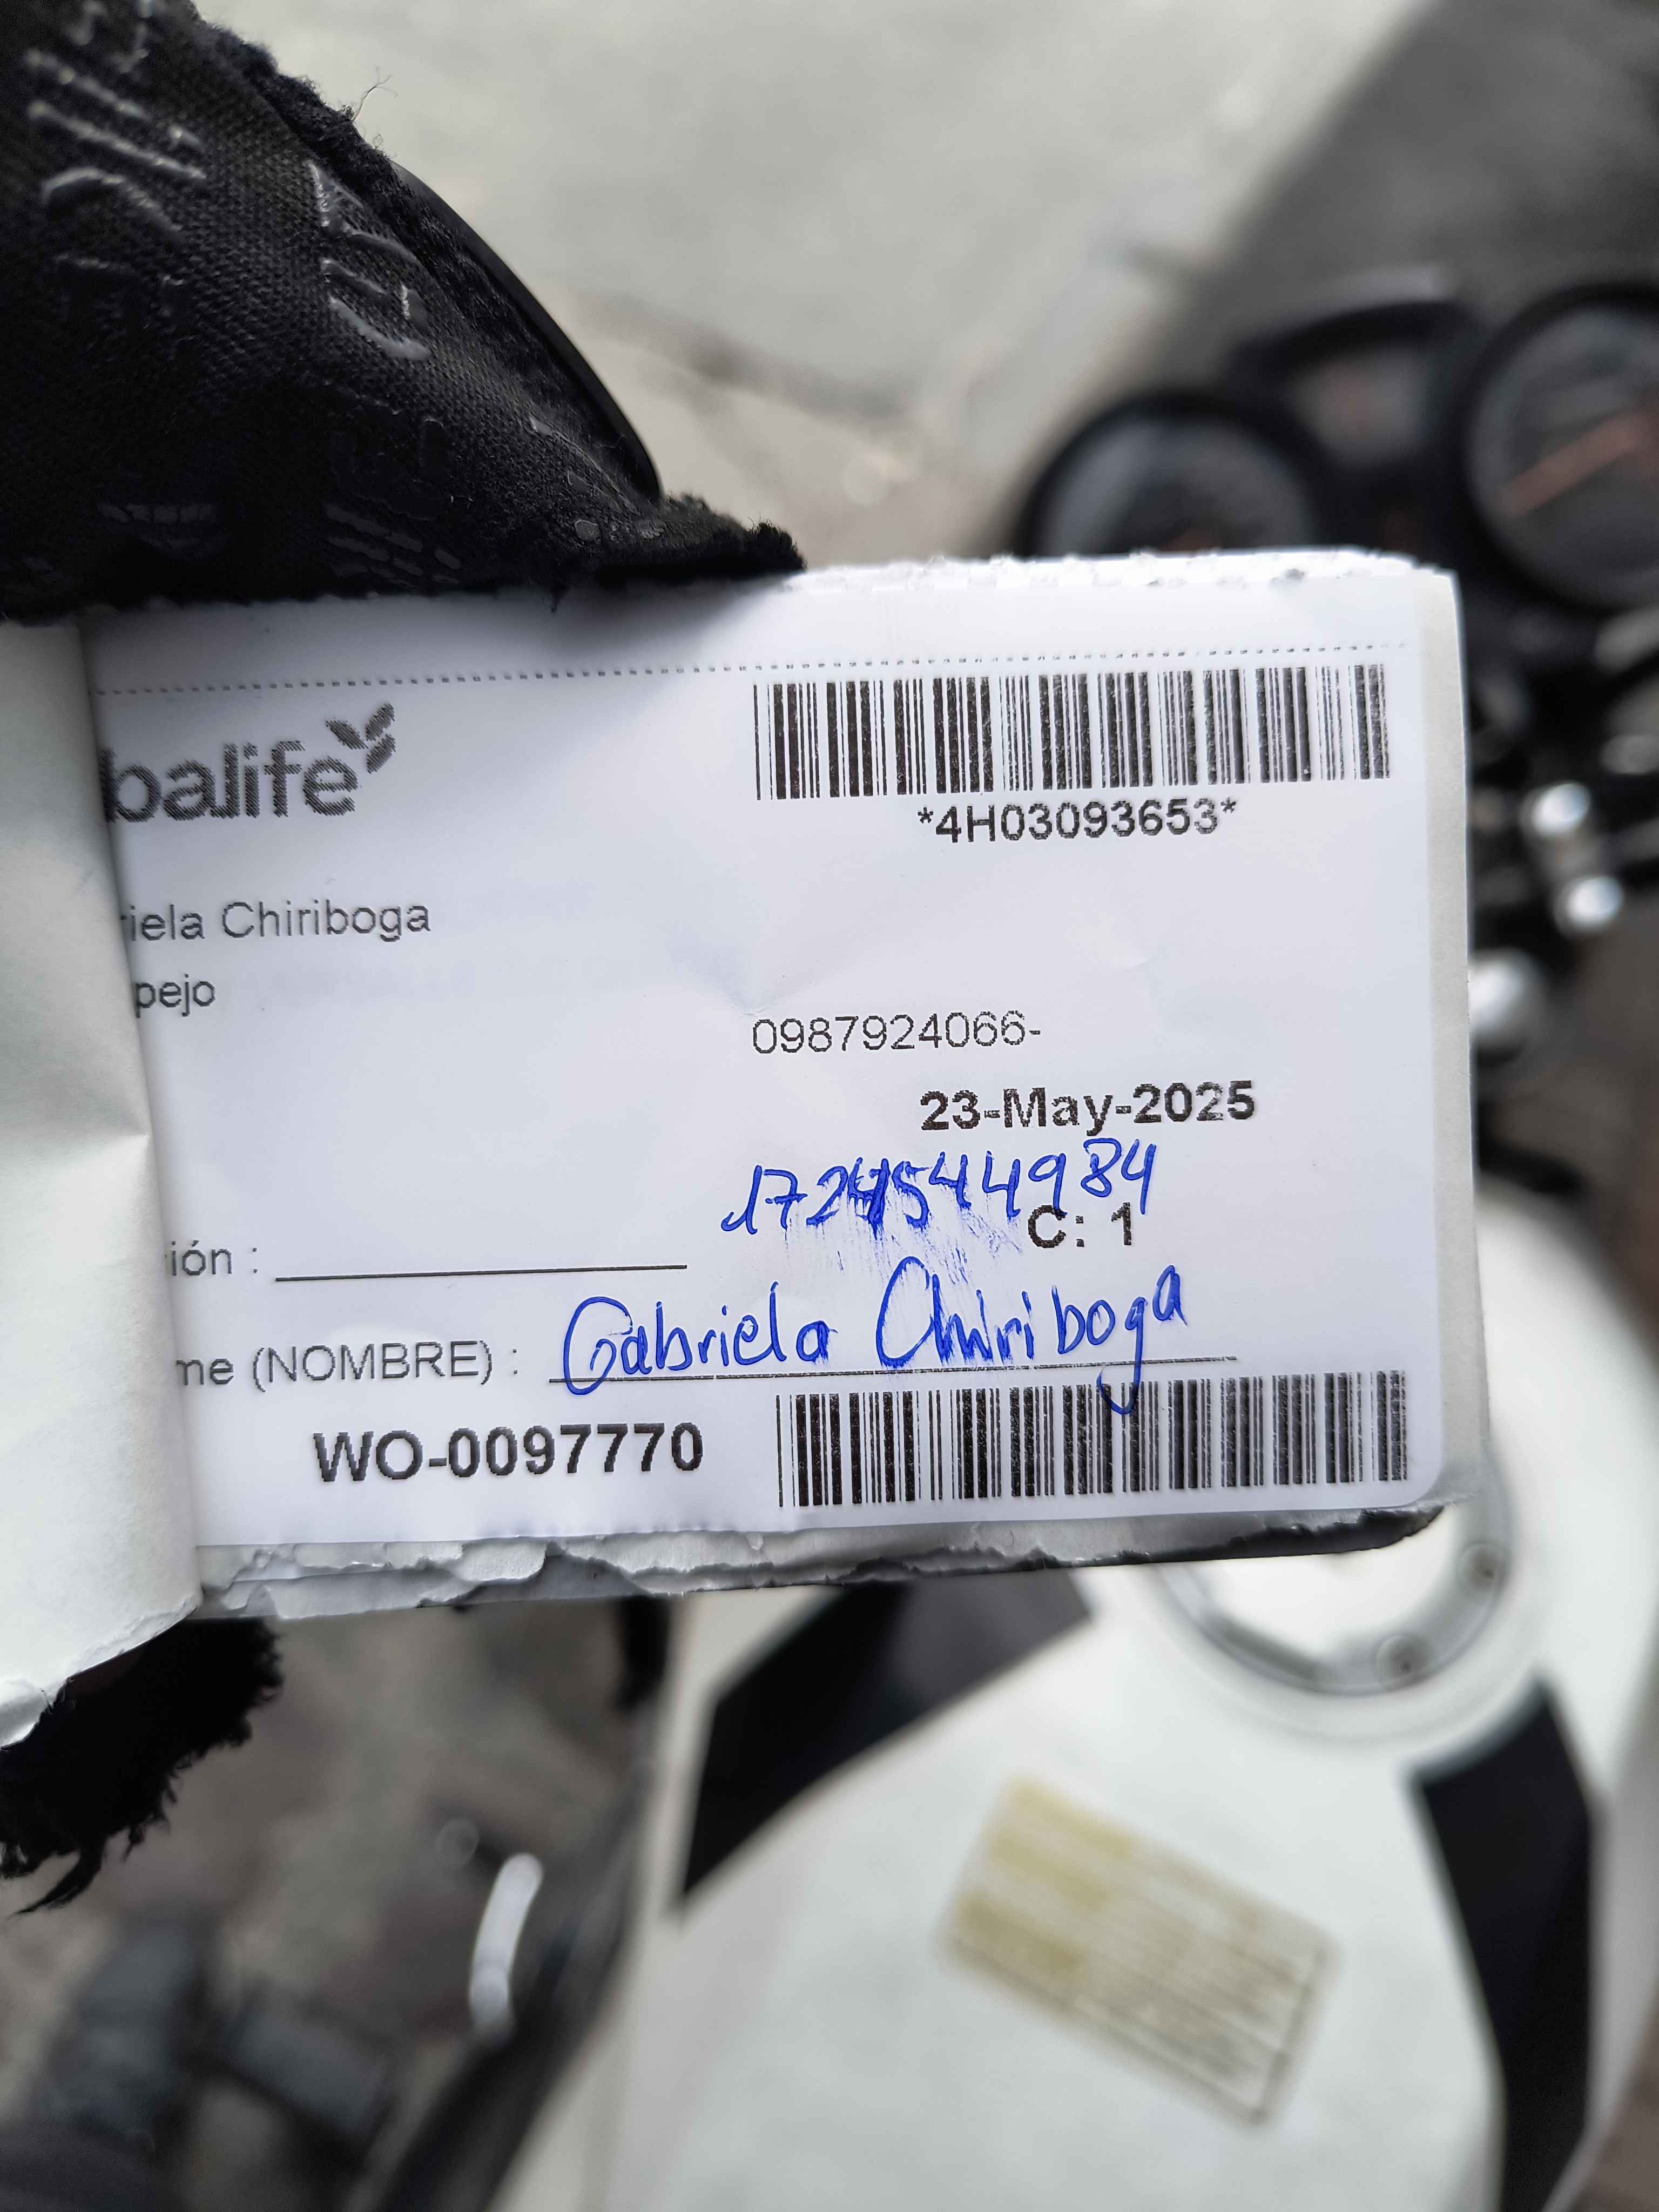 balife
*4H03093653*
riela Chiriboga
pejo
0987924066-
23-May-2025
C: 1
ión :
me (NOMBRE) : Gabriela Chiriboga
WO-0097770